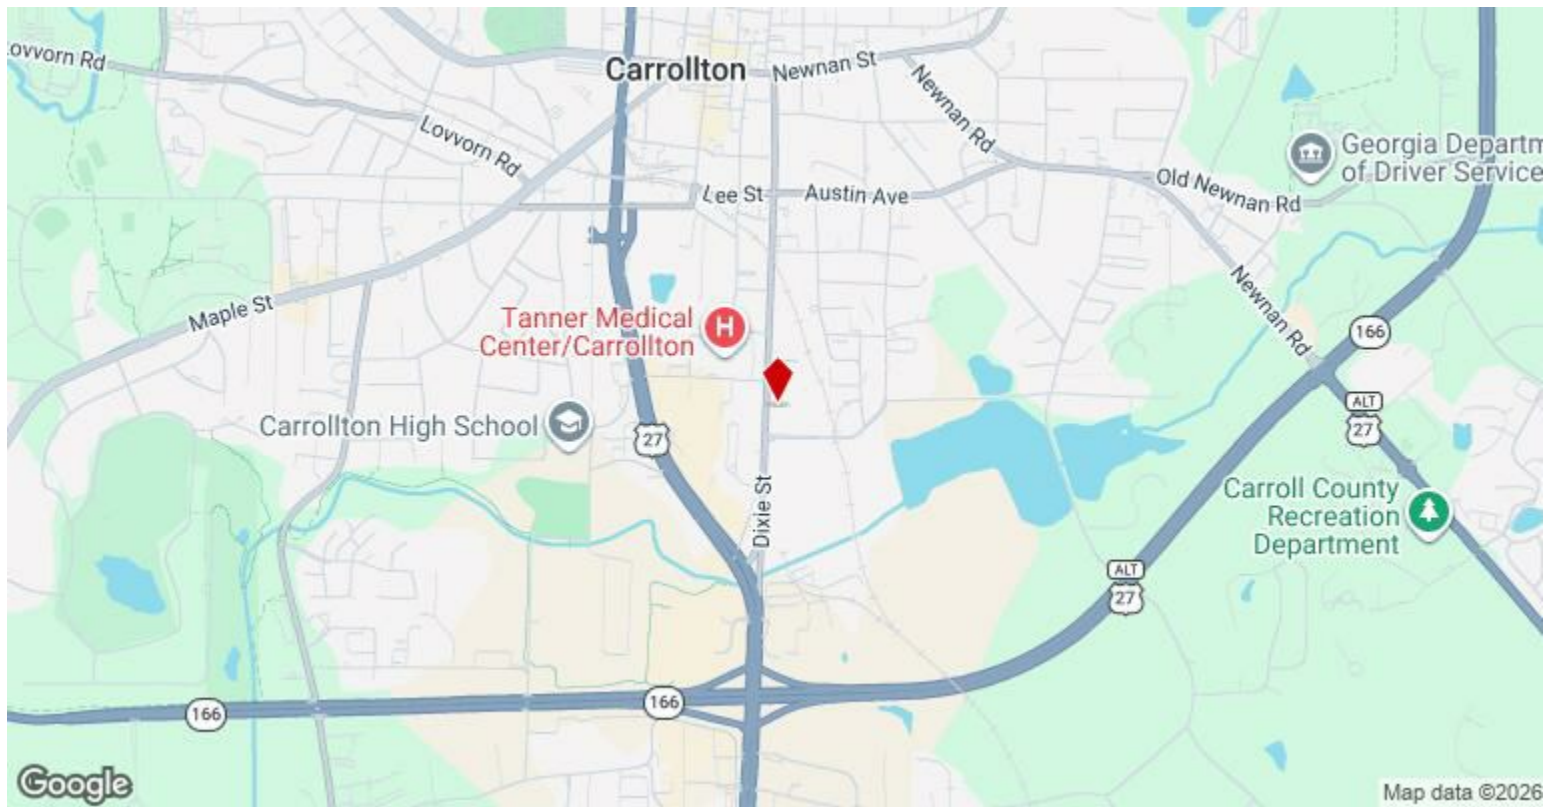 Lovvorn Rd
Carrollton
Newnan St
Newnan Rd
Lovvorn Rd
Georgia Departm
of Driver Service
Lee St
Austin Ave
Old Newnan Rd
Maple St
Newnan Rd
Tanner Medical
Center/Carrollton
H
166
ALT
27
Carrollton High School
27
Dixie St
Carroll County
Recreation
Department
ALT
27
166
166
Google
Map data ©2026